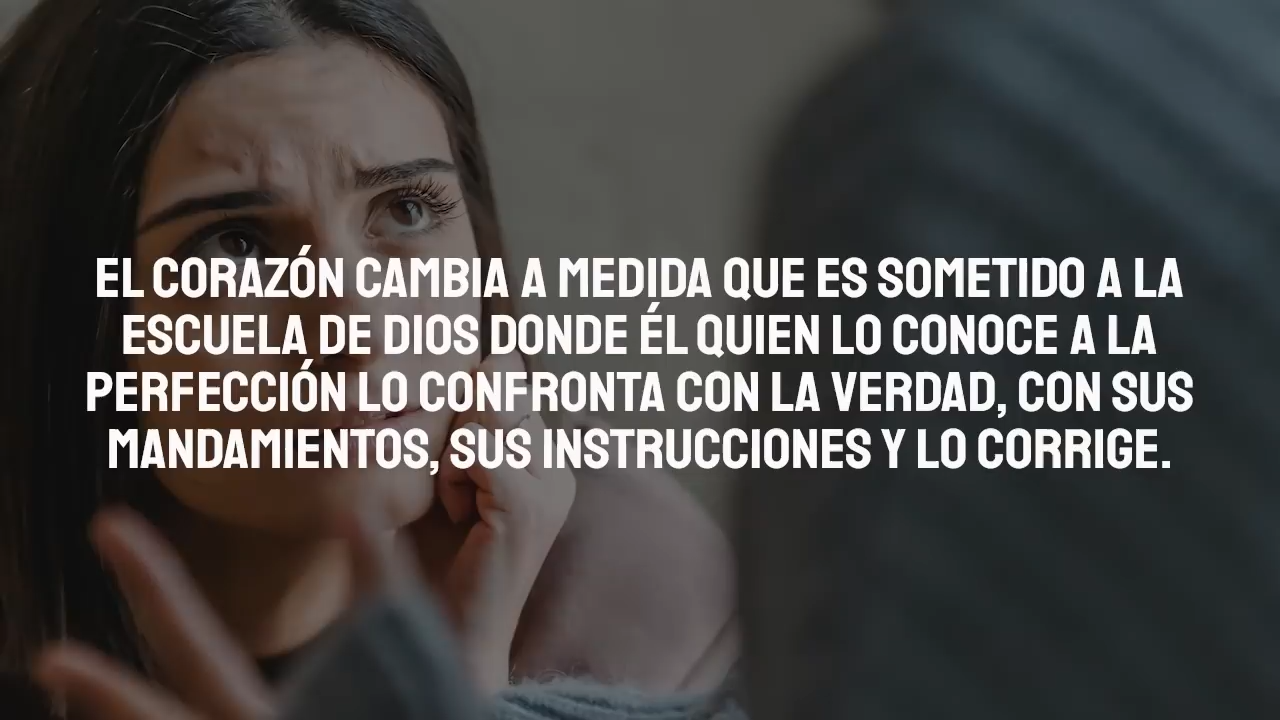 EL CORAZÓN CAMBIA A MEDIDA QUE ES SOMETIDO A LA
ESCUELA DE DIOS DONDE ÉL QUIEN LO CONOCE A LA
PERFECCIÓN LO CONFRONTA CON LA VERDAD, CON SUS
MANDAMIENTOS, SUS INSTRUCCIONES Y LO CORRIGE.